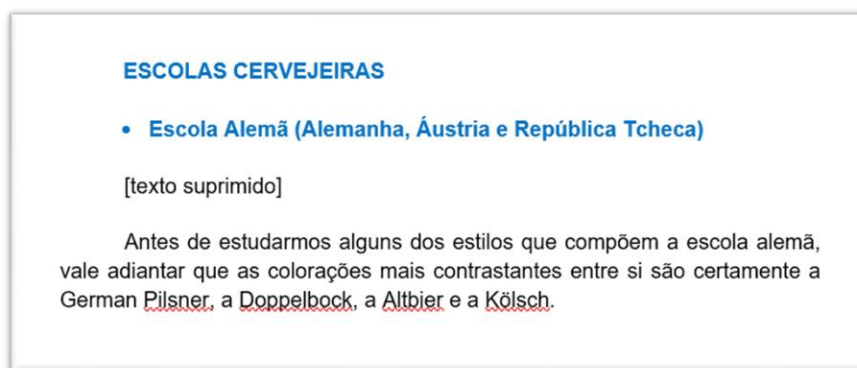 ESCOLAS CERVEJEIRAS
• Escola Alemã (Alemanha, Áustria e República Tcheca)
[texto suprimido]
Antes de estudarmos alguns dos estilos que compõem a escola alemã,
vale adiantar que as colorações mais contrastantes entre si são certamente a
German Pilsner, a Doppelbock, a Altbier e a Kölsch.